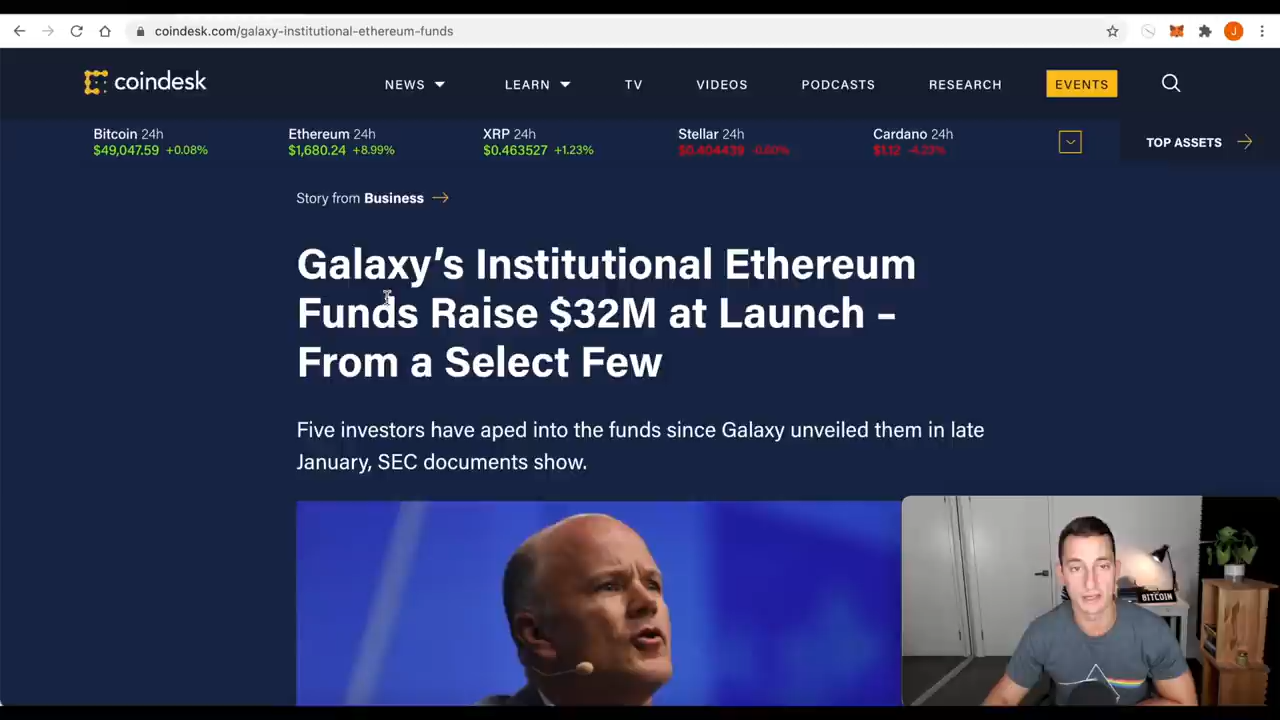 coindesk.com/galaxy-institutional-ethereum-funds
J
coindesk
NEWS LEARN TV VIDEOS PODCASTS RESEARCH EVENTS
Bitcoin 24h Ethereum 24h XRP 24h Stellar 24h Cardano 24h
$49,047.59 +0.08% $1,680.24 +8.99% $0.463527 +1.23% $0.404439 -0.80% $1.12 -4.23%
TOP ASSETS
Story from Business
Galaxy's Institutional Ethereum
Funds Raise $32M at Launch –
From a Select Few
Five investors have aped into the funds since Galaxy unveiled them in late
January, SEC documents show.
BITCOIN